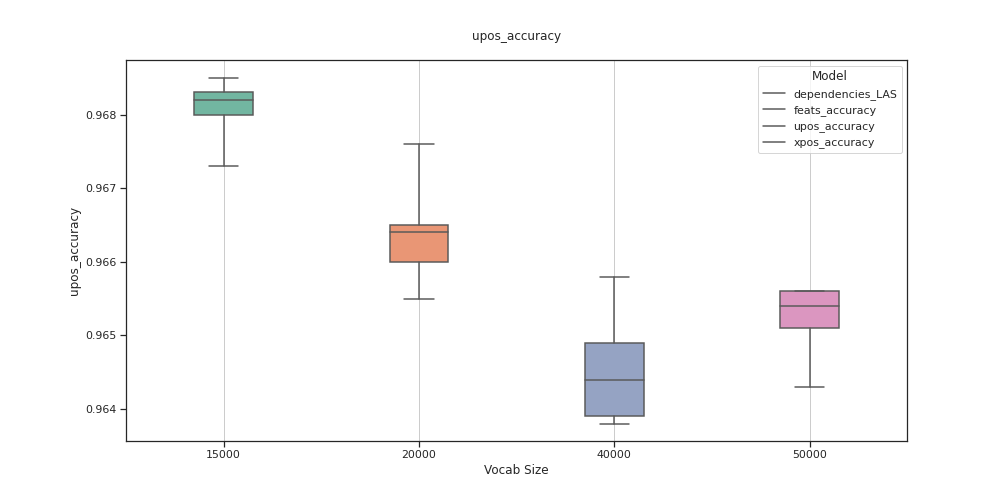 upos_accuracy
Model
dependencies_LAS
feats_accuracy
upos_accuracy
xpos_accuracy
upos_accuracy
0.968
0.967
0.966
0.965
0.964
15000
20000
40000
50000
Vocab Size